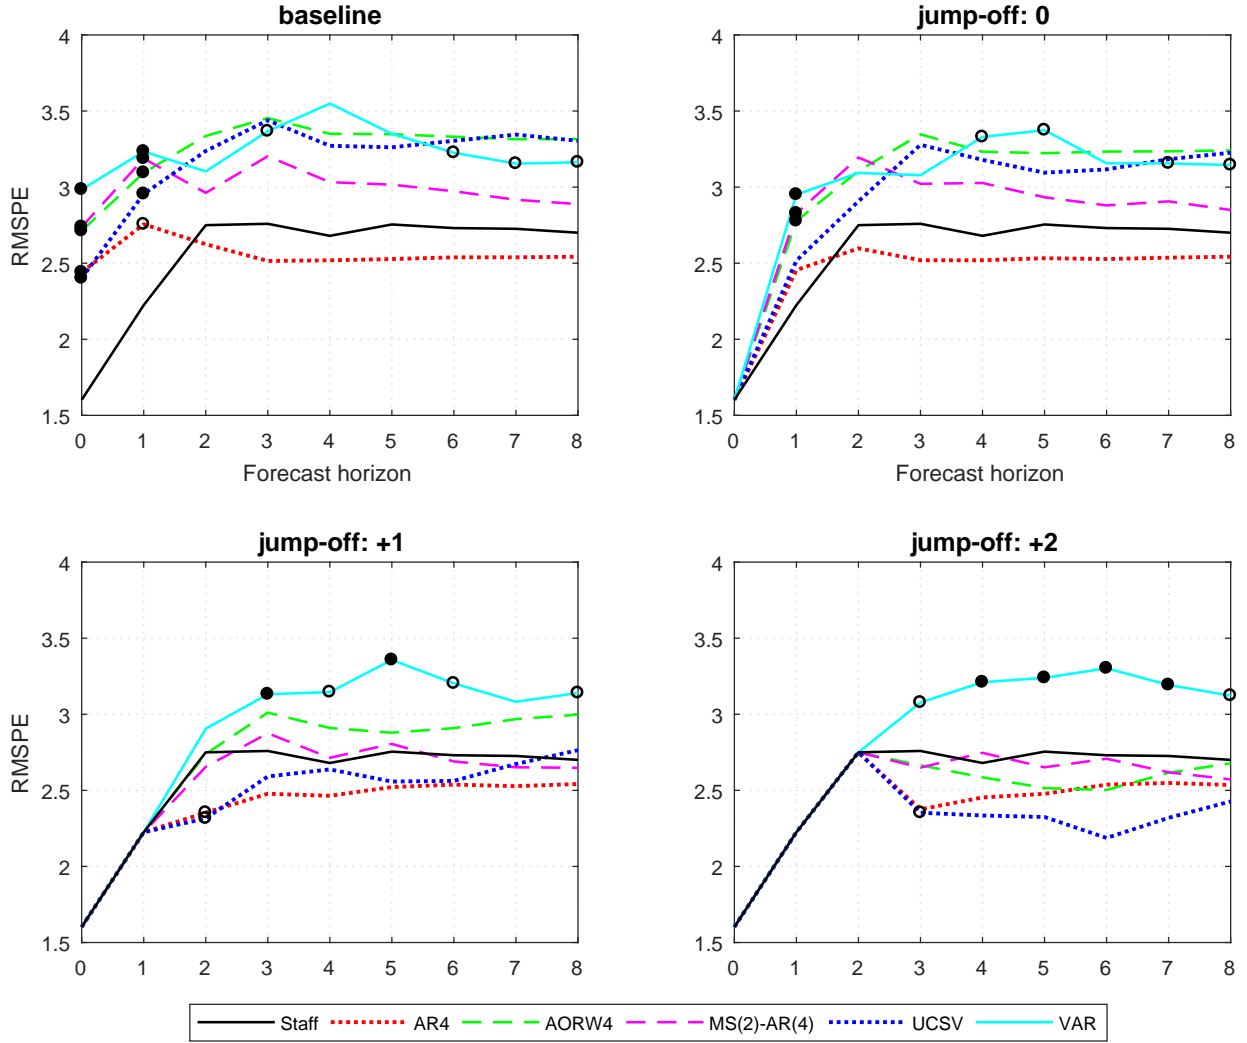 baseline
4
3.5
3
2.5
2
1.5
RMSPE
0 1 2 3 4 5 6 7 8
Forecast horizon
jump-off: 0
4
3.5
3
2.5
2
1.5
0 1 2 3 4 5 6 7 8
Forecast horizon
jump-off: +1
4
3.5
3
2.5
2
1.5
RMSPE
0 1 2 3 4 5 6 7 8
jump-off: +2
4
3.5
3
2.5
2
1.5
0 1 2 3 4 5 6 7 8
Staff AR4 AORW4 MS(2)-AR(4) UCSV VAR